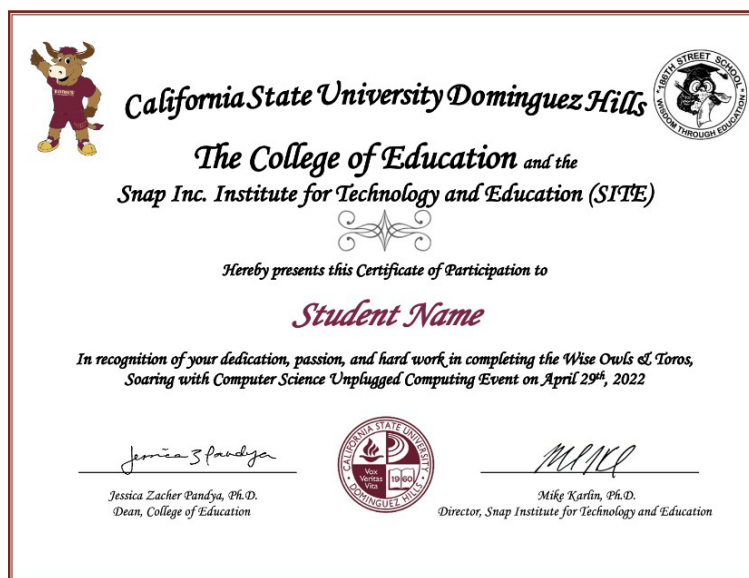 California State University Dominguez Hills
186TH STREET SCHOOL
WISDOM THROUGH EDUCATION
The College of Education and the
Snap Inc. Institute for Technology and Education (SITE)
Hereby presents this Certificate of Participation to
Student Name
In recognition of your dedication, passion, and hard work in completing the Wise Owls & Toros,
Soaring with Computer Science Unplugged Computing Event on April 29th, 2022
Jessica Z Pandya
CALIFORNIA STATE UNIVERSITY
Vox
Veritas
Vita
1960
DOMINGUEZ HILLS
Jessica Zacher Pandya, Ph.D.
Dean, College of Education
Mike Karlin, Ph.D.
Director, Snap Institute for Technology and Education